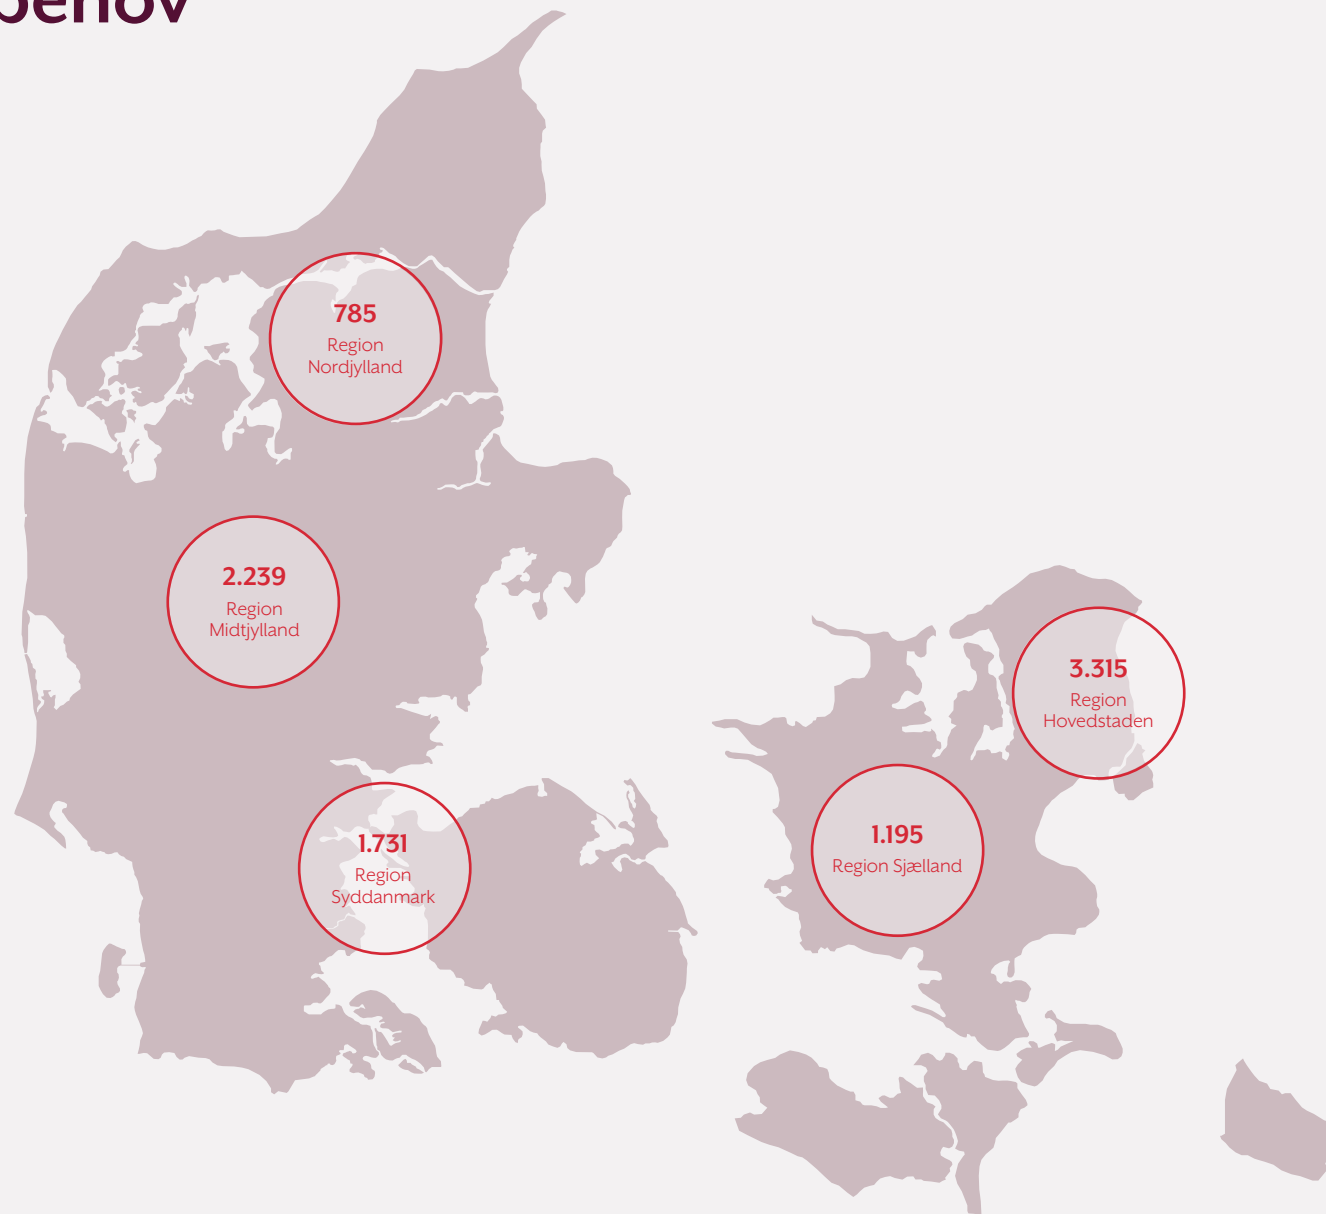 behov
785
Region
Nordjylland
2.239
Region
Midtjylland
3.315
Region
Hovedstaden
1.731
Region
Syddanmark
1.195
Region Sjælland